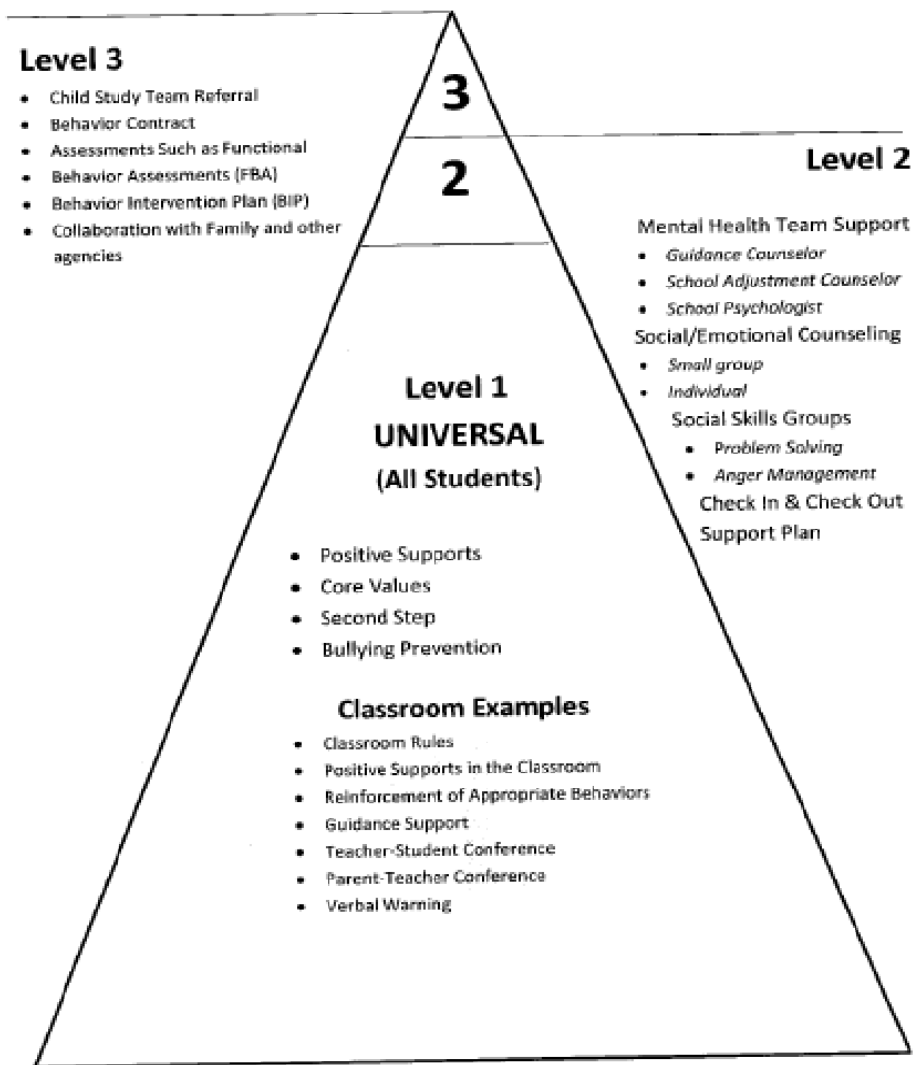 Level 3
• Child Study Team Referral
• Behavior Contract
• Assessments Such as Functional
• Behavior Assessments (FBA)
• Behavior Intervention Plan (BIP)
• Collaboration with Family and other
agencies
3
2
Level 2
Mental Health Team Support
• Guidance Counselor
• School Adjustment Counselor
• School Psychologist
Social/Emotional Counseling
• Small group
• Individual
Social Skills Groups
• Problem Solving
• Anger Management
Check In & Check Out
Support Plan
Level 1
UNIVERSAL
(All Students)
• Positive Supports
• Core Values
• Second Step
• Bullying Prevention
Classroom Examples
• Classroom Rules
• Positive Supports in the Classroom
• Reinforcement of Appropriate Behaviors
• Guidance Support
• Teacher-Student Conference
• Parent-Teacher Conference
• Verbal Warning